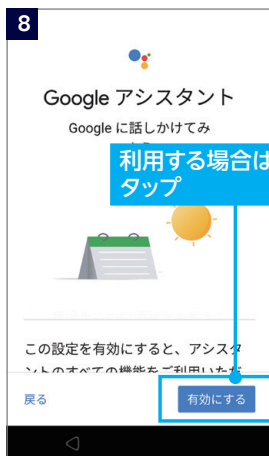 8
Google アシスタント
Google に話しかけてみ
利用する場合は
タップ
この設定を有効にすると、アシスタ
ントのすべての機能をご利用いただ
戻る
有効にする